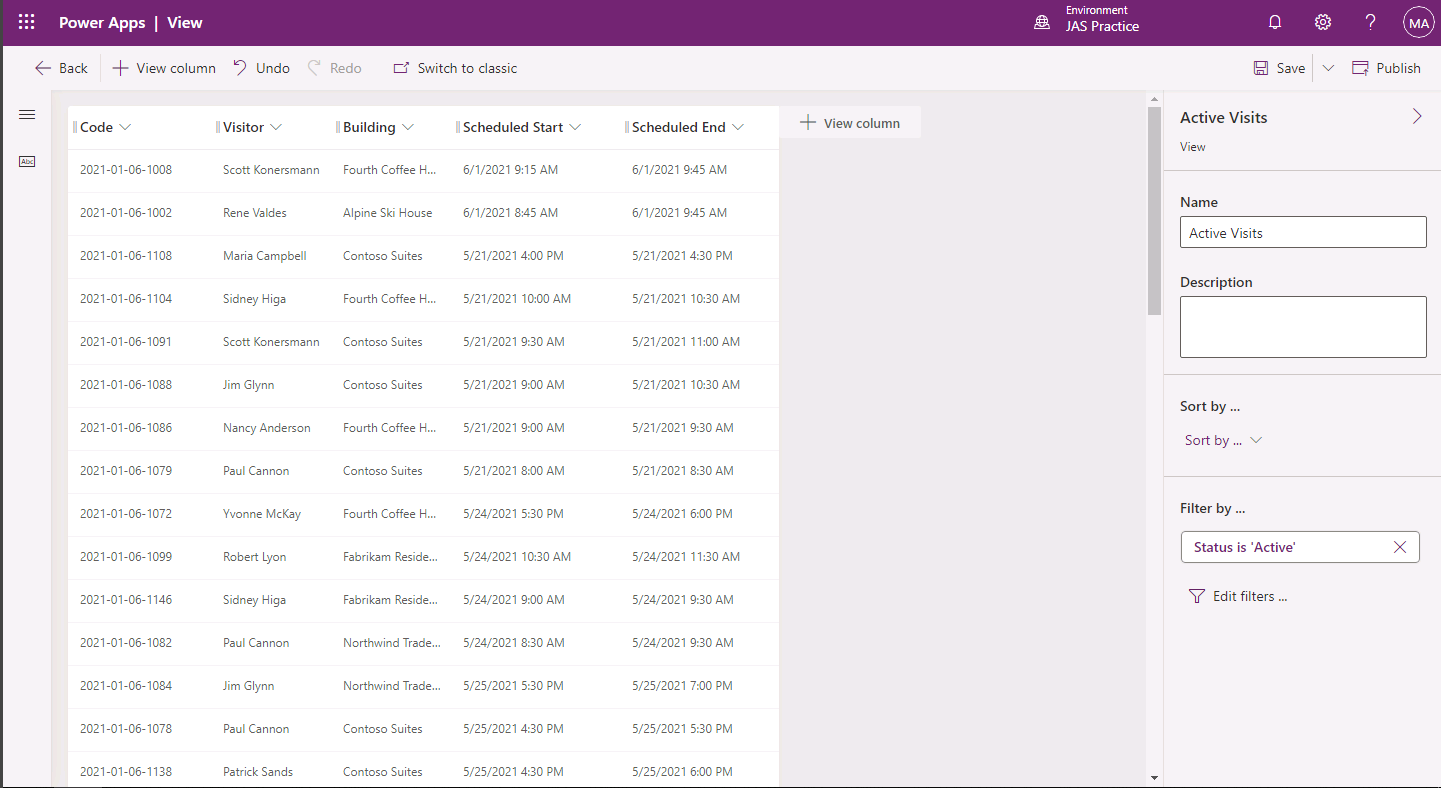 Power Apps | View
Environment
JAS Practice
MA
Back View column Undo Redo Switch to classic Save Publish
Abc
Code Visitor Building Scheduled Start Scheduled End View column
2021-01-06-1008 Scott Konersmann Fourth Coffee H... 6/1/2021 9:15 AM 6/1/2021 9:45 AM
2021-01-06-1002 Rene Valdes Alpine Ski House 6/1/2021 8:45 AM 6/1/2021 9:45 AM
2021-01-06-1108 Maria Campbell Contoso Suites 5/21/2021 4:00 PM 5/21/2021 4:30 PM
2021-01-06-1104 Sidney Higa Fourth Coffee H... 5/21/2021 10:00 AM 5/21/2021 10:30 AM
2021-01-06-1091 Scott Konersmann Contoso Suites 5/21/2021 9:30 AM 5/21/2021 11:00 AM
2021-01-06-1088 Jim Glynn Contoso Suites 5/21/2021 9:00 AM 5/21/2021 10:30 AM
2021-01-06-1086 Nancy Anderson Fourth Coffee H... 5/21/2021 9:00 AM 5/21/2021 9:30 AM
2021-01-06-1079 Paul Cannon Contoso Suites 5/21/2021 8:00 AM 5/21/2021 8:30 AM
2021-01-06-1072 Yvonne McKay Fourth Coffee H... 5/24/2021 5:30 PM 5/24/2021 6:00 PM
2021-01-06-1099 Robert Lyon Fabrikam Reside... 5/24/2021 10:30 AM 5/24/2021 11:30 AM
2021-01-06-1146 Sidney Higa Fabrikam Reside... 5/24/2021 9:00 AM 5/24/2021 9:30 AM
2021-01-06-1082 Paul Cannon Northwind Trade... 5/24/2021 8:30 AM 5/24/2021 9:30 AM
2021-01-06-1084 Jim Glynn Northwind Trade... 5/25/2021 5:30 PM 5/25/2021 7:00 PM
2021-01-06-1078 Paul Cannon Contoso Suites 5/25/2021 4:30 PM 5/25/2021 5:30 PM
2021-01-06-1138 Patrick Sands Contoso Suites 5/25/2021 4:30 PM 5/25/2021 6:00 PM
Active Visits
View
Name
Active Visits
Description
Sort by ...
Sort by ...
Filter by ...
Status is 'Active'
Edit filters ...